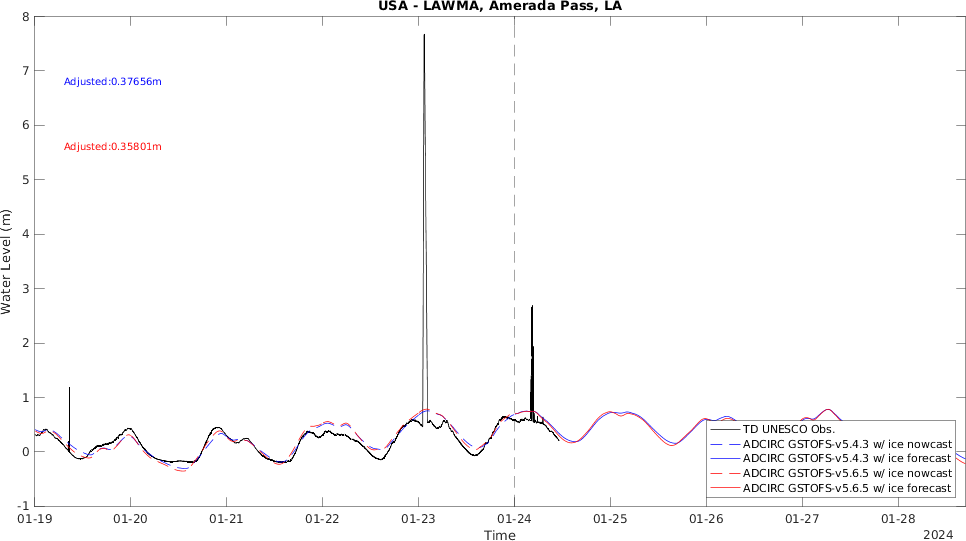 USA - LAWMA, Amerada Pass, LA
8
7
6
5
4
3
2
1
0
-1
Water Level (m)
Adjusted:0.37656m
Adjusted:0.35801m
TD UNESCO Obs.
ADCIRC GSTOFS-v5.4.3 w/ ice nowcast
ADCIRC GSTOFS-v5.4.3 w/ ice forecast
ADCIRC GSTOFS-v5.6.5 w/ ice nowcast
ADCIRC GSTOFS-v5.6.5 w/ ice forecast
01-19 01-20 01-21 01-22 01-23 01-24 01-25 01-26 01-27 01-28
Time
2024